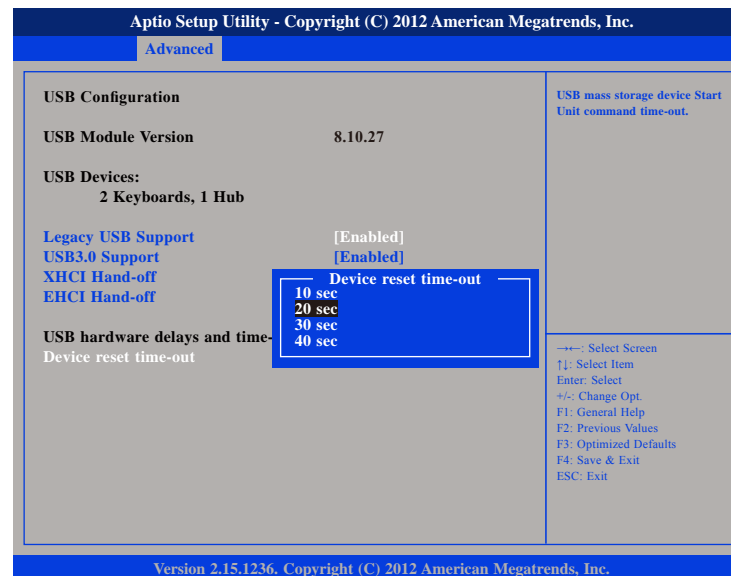 Aptio Setup Utility - Copyright (C) 2012 American Megatrends, Inc.
Advanced
USB Configuration
USB Module Version 8.10.27
USB Devices:
2 Keyboards, 1 Hub
Legacy USB Support [Enabled]
USB3.0 Support [Enabled]
XHCI Hand-off
EHCI Hand-off
USB hardware delays and time-
Device reset time-out
Device reset time-out
10 sec
20 sec
30 sec
40 sec
USB mass storage device Start
Unit command time-out.
→←: Select Screen
↑↓: Select Item
Enter: Select
+/-: Change Opt.
F1: General Help
F2: Previous Values
F3: Optimized Defaults
F4: Save & Exit
ESC: Exit
Version 2.15.1236. Copyright (C) 2012 American Megatrends, Inc.